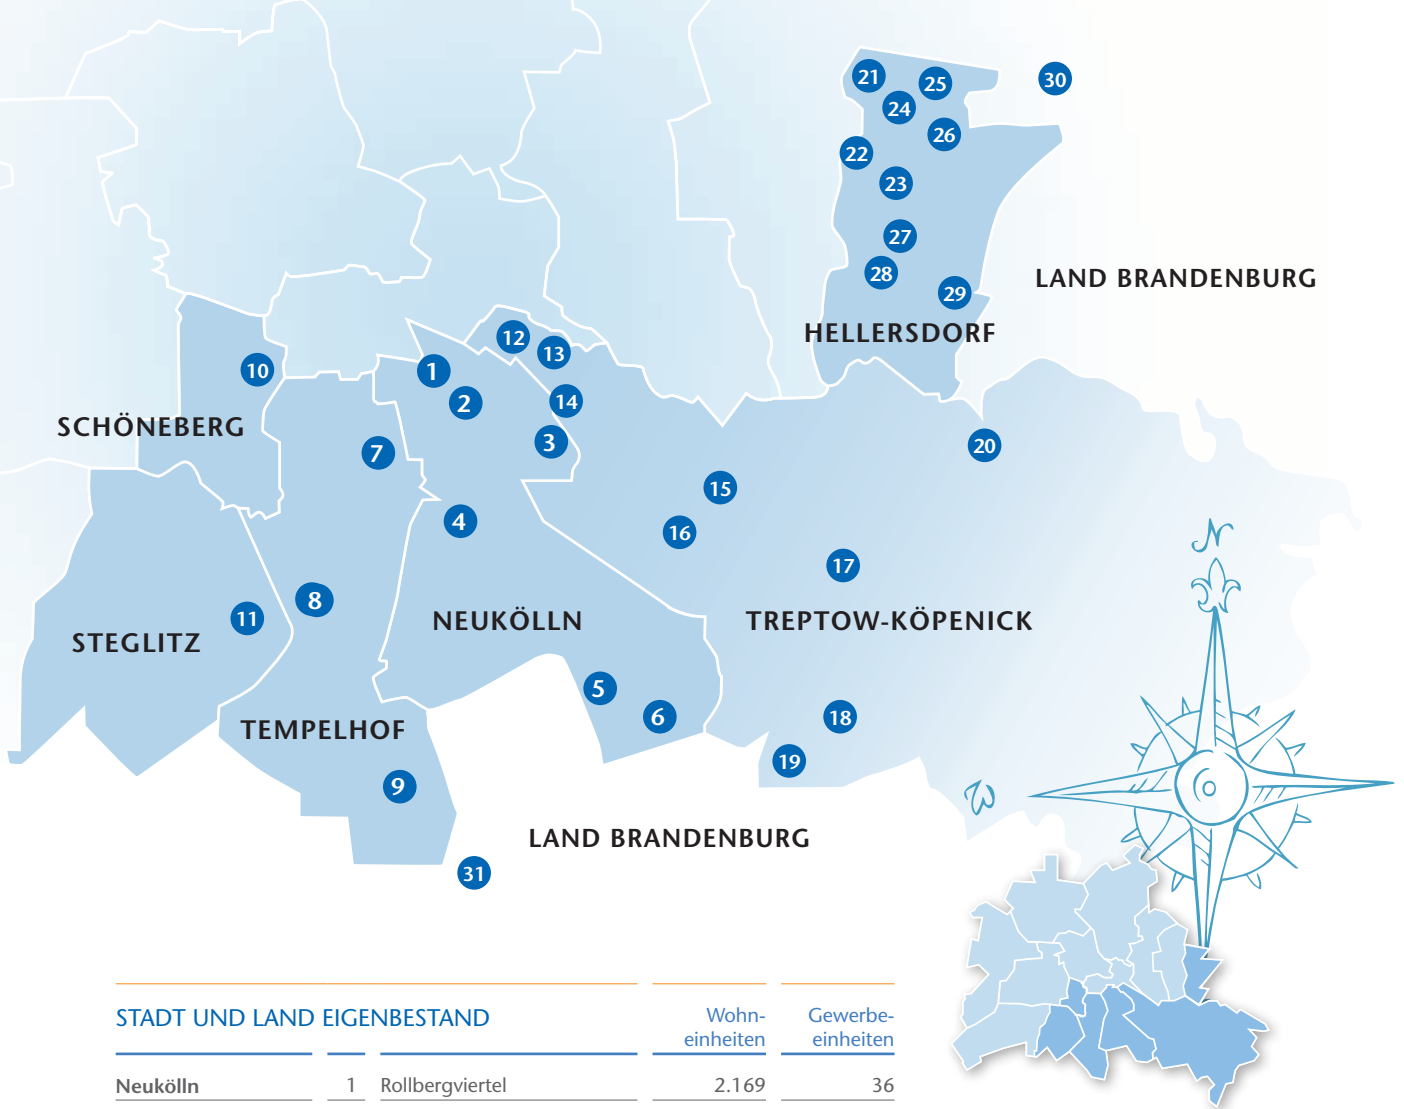 21
25
30
24
26
22
23
27
28
29
LAND BRANDENBURG
HELLERSDORF
12
13
10
1
2
14
SCHÖNEBERG
3
7
20
15
4
16
17
8
11
NEUKÖLLN
TREPTOW-KÖPENICK
STEGLITZ
5
6
18
TEMPELHOF
19
9
LAND BRANDENBURG
31
N
W
STADT UND LAND EIGENBESTAND
Wohn-
einheiten
Gewerbe-
einheiten
Neukölln 1 Rollbergviertel 2.169 36